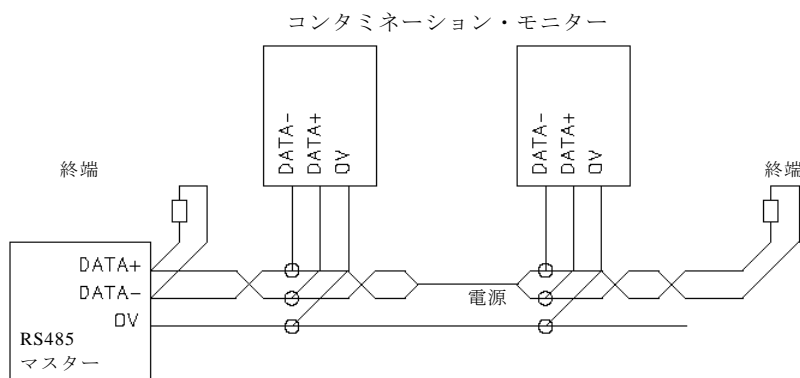 コンタミネーション・モニター
DATA-
DATA+
0V
DATA-
DATA+
0V
終端
終端
DATA+
DATA-
0V
電源
RS485
マスター